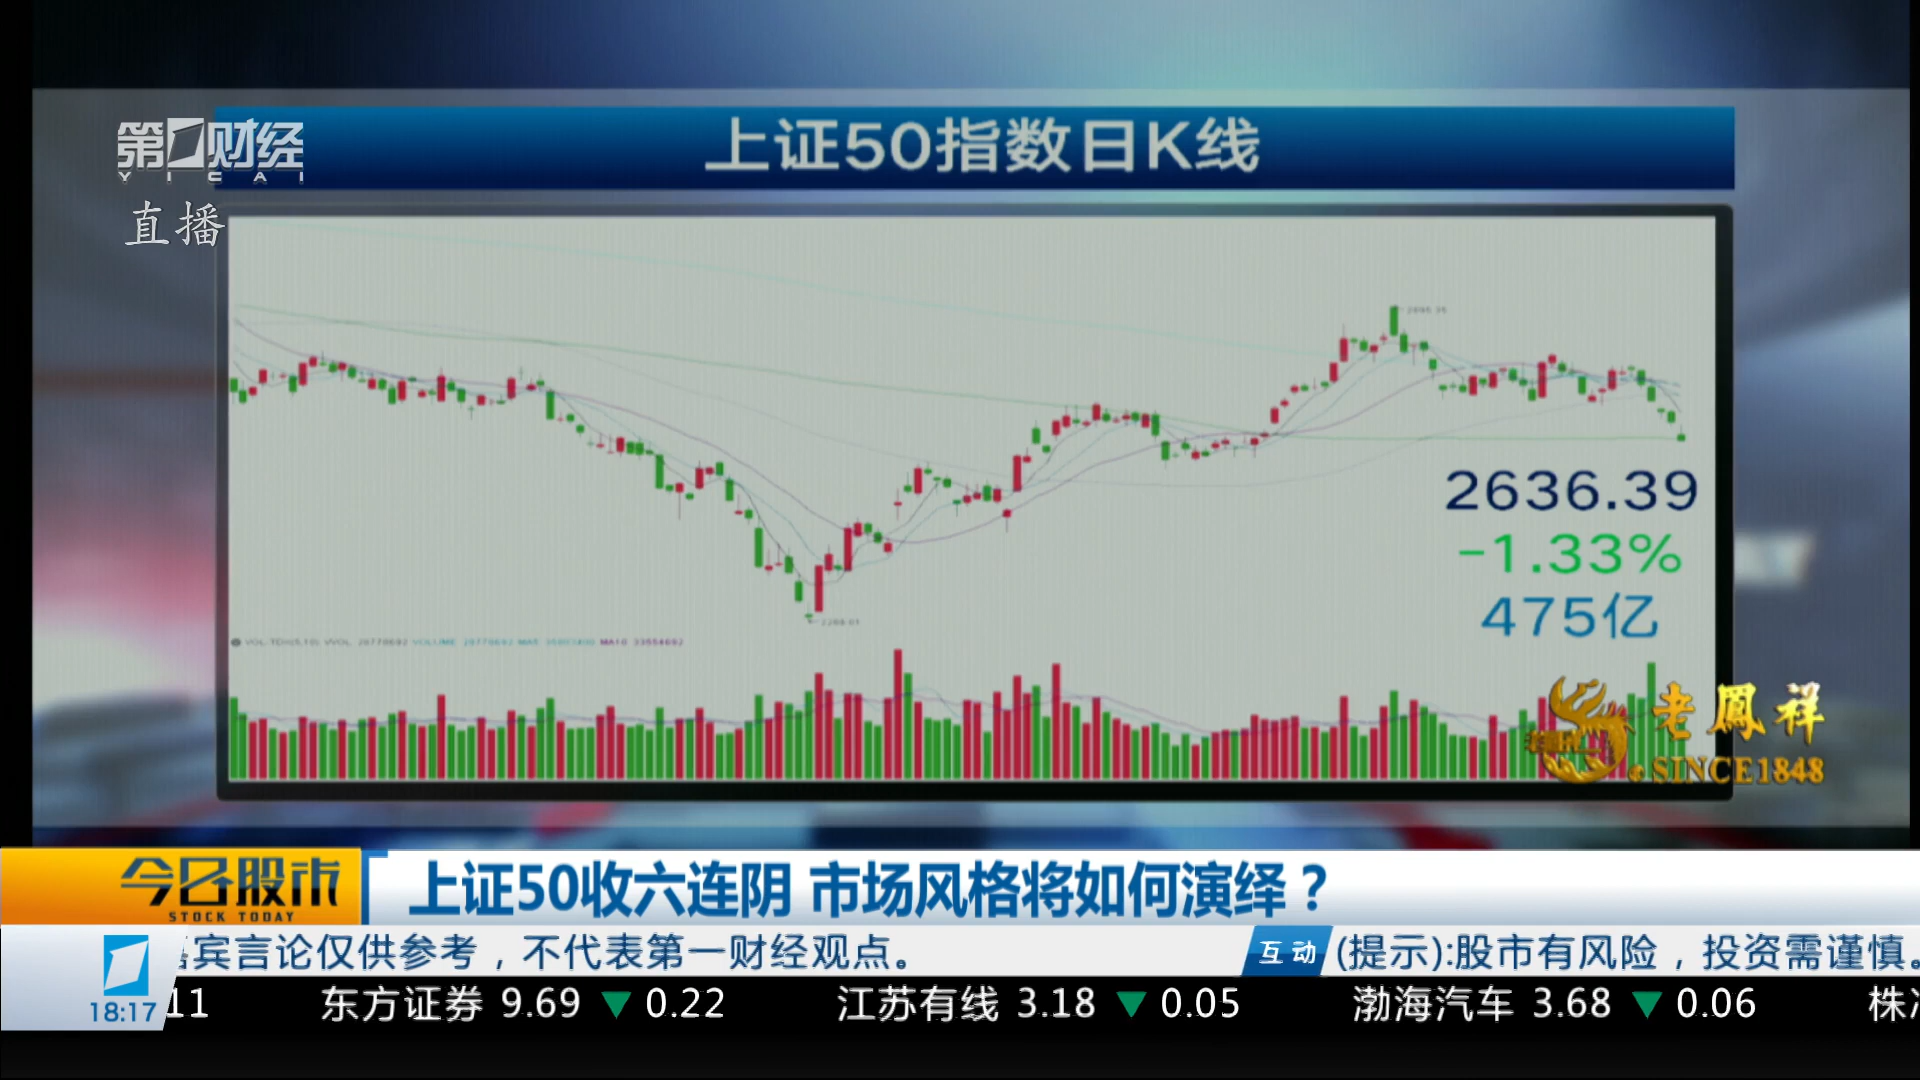 上证50指数日K线
第一财经
YICAI
直播
2636.39
-1.33%
475亿
老鳳祥
SINCE1848
今日股市
STOCK TODAY
上证50收六连阴 市场风格将如何演绎？
宾言论仅供参考，不代表第一财经观点。
互动 (提示):股市有风险，投资需谨慎。
18:17
11 东方证券 9.69 ▼ 0.22 江苏有线 3.18 ▼ 0.05 渤海汽车 3.68 ▼ 0.06 株